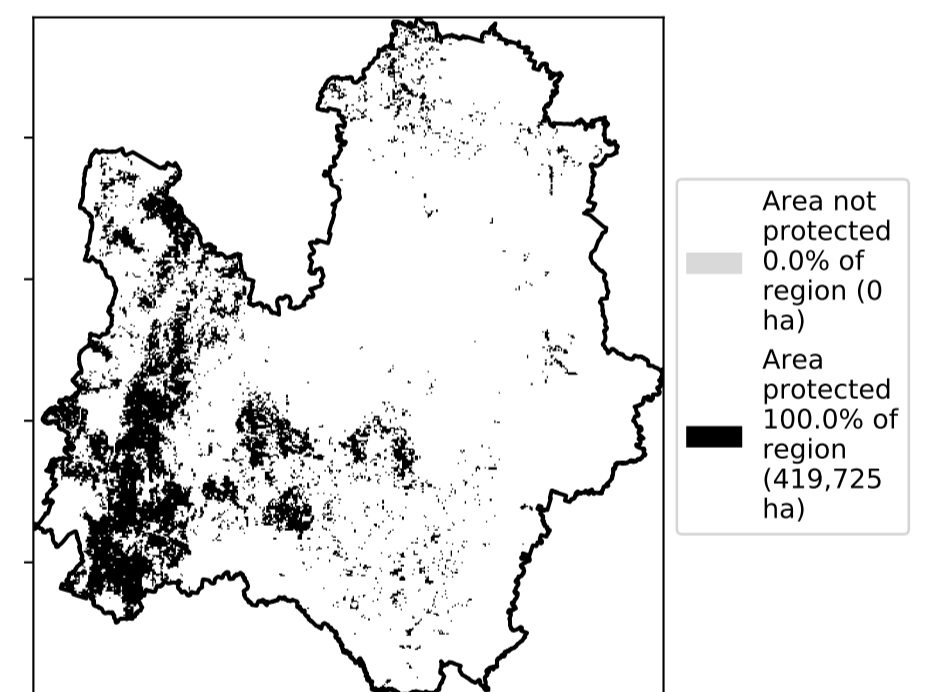 Area not
protected
0.0% of
region (0
ha)
Area
protected
100.0% of
region
(419,725
ha)